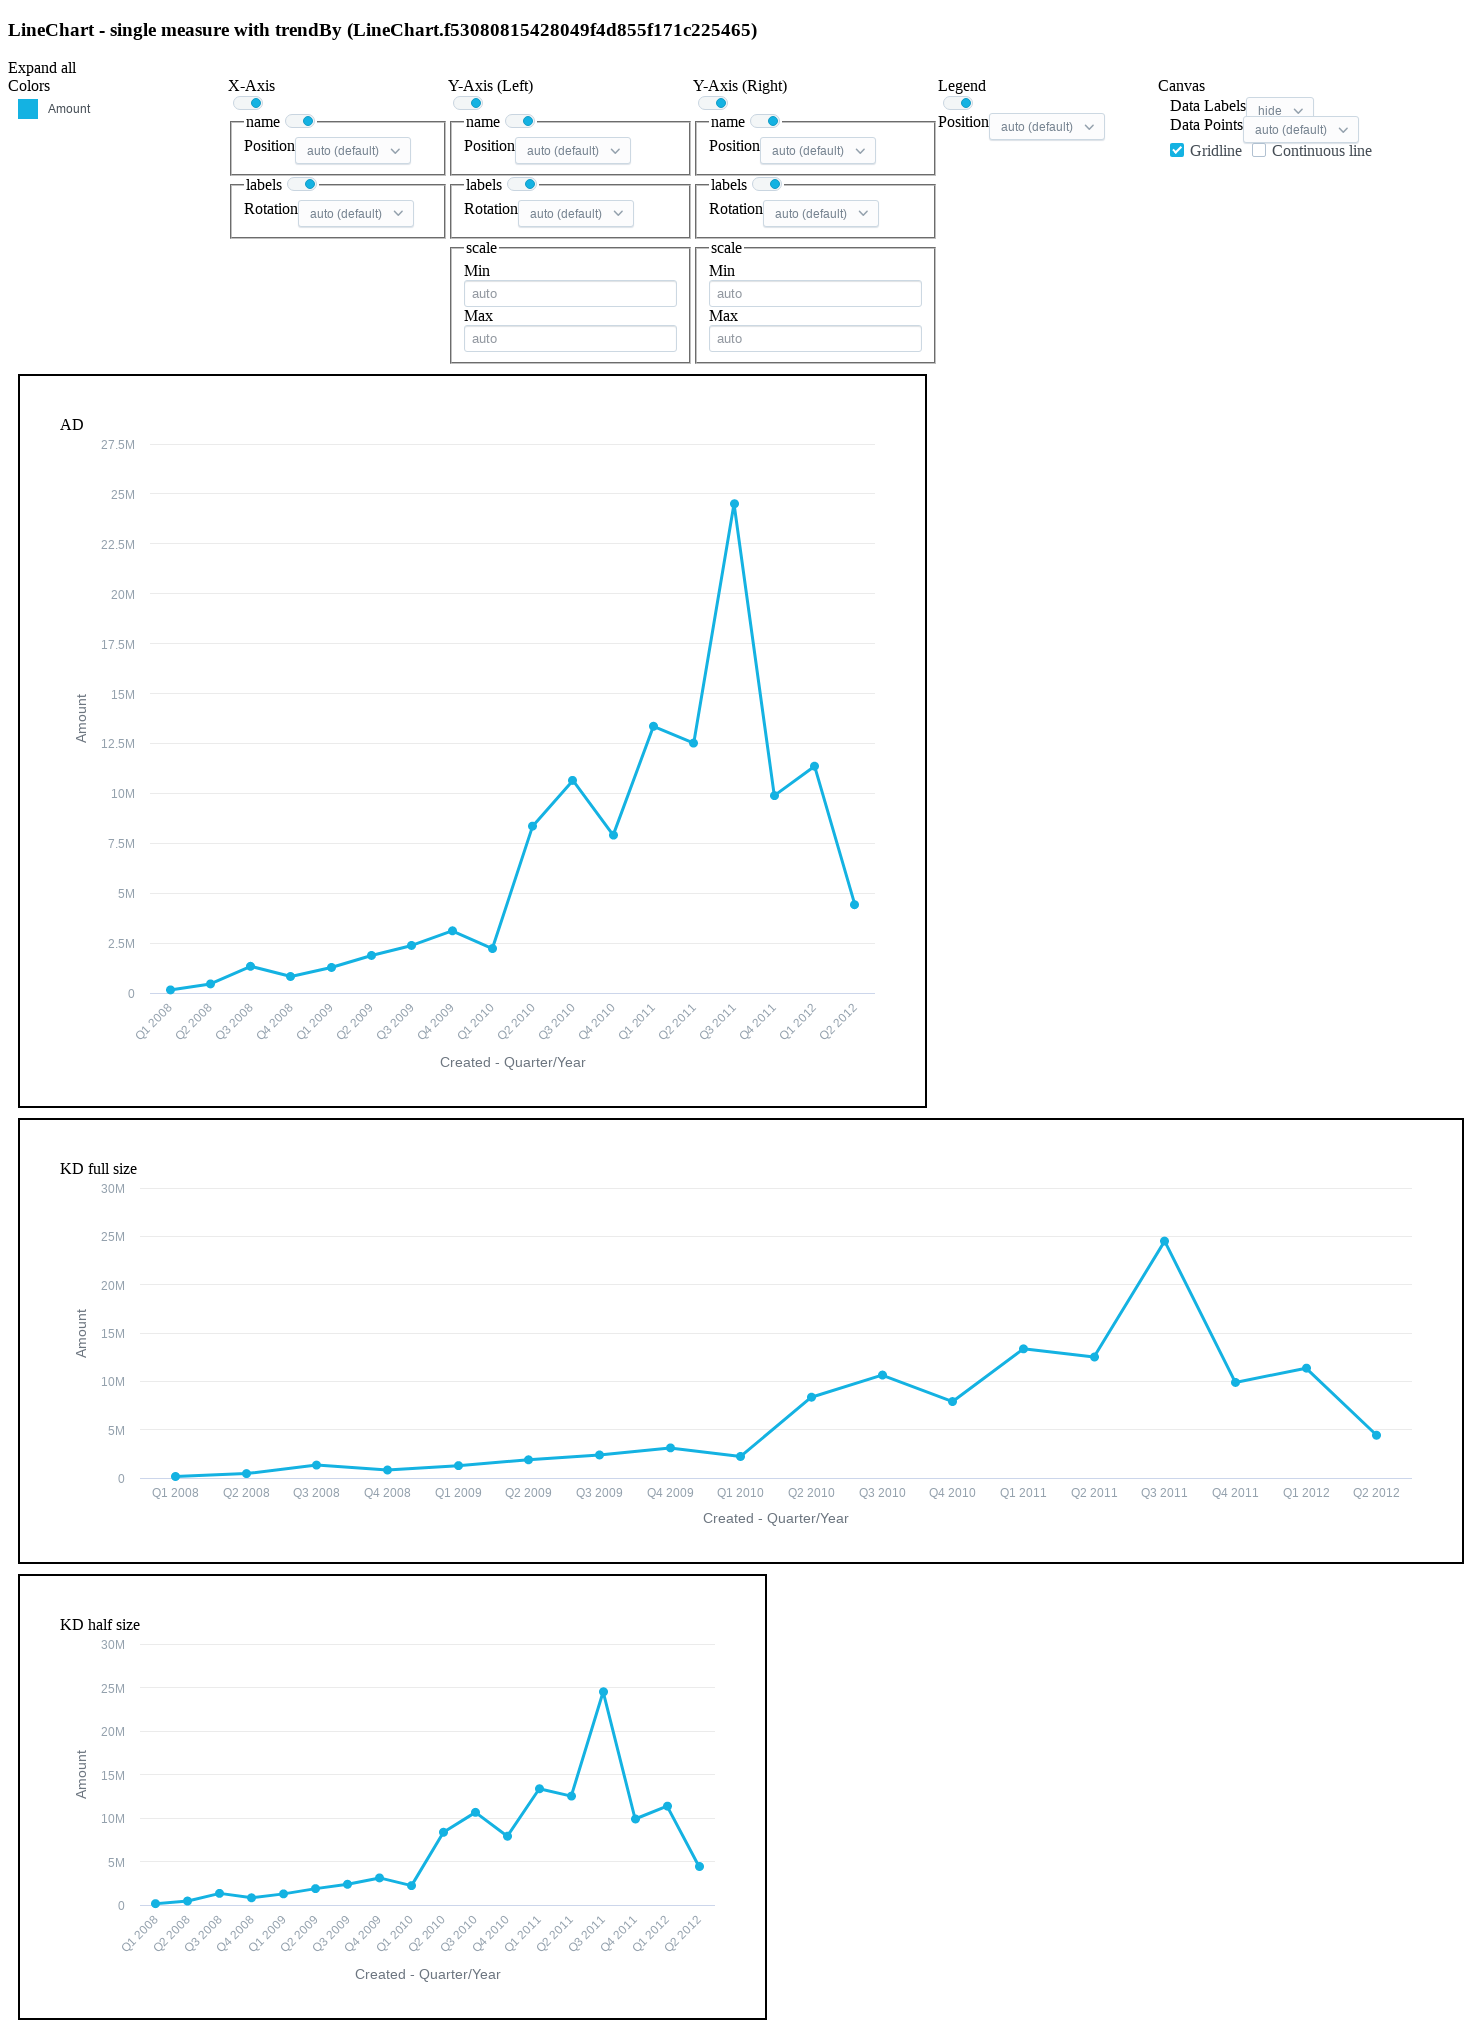 LineChart - single measure with trendBy (LineChart.f53080815428049f4d855f171c225465)
Expand all
Colors
Amount
X-Axis
name
Position auto (default)
labels
Rotation auto (default)
Y-Axis (Left)
name
Position auto (default)
labels
Rotation auto (default)
scale
Min
auto
Max
auto
Y-Axis (Right)
name
Position auto (default)
labels
Rotation auto (default)
scale
Min
auto
Max
auto
Legend
Position auto (default)
Canvas
Data Labels hide
Data Points auto (default)
Gridline Continuous line
AD
27.5M
25M
22.5M
20M
17.5M
15M
12.5M
10M
7.5M
5M
2.5M
0
Amount
Q1 2008 Q2 2008 Q3 2008 Q4 2008 Q1 2009 Q2 2009 Q3 2009 Q4 2009 Q1 2010 Q2 2010 Q3 2010 Q4 2010 Q1 2011 Q2 2011 Q3 2011 Q4 2011 Q1 2012 Q2 2012
Created - Quarter/Year
KD full size
30M
25M
20M
15M
10M
5M
0
Amount
Q1 2008 Q2 2008 Q3 2008 Q4 2008 Q1 2009 Q2 2009 Q3 2009 Q4 2009 Q1 2010 Q2 2010 Q3 2010 Q4 2010 Q1 2011 Q2 2011 Q3 2011 Q4 2011 Q1 2012 Q2 2012
Created - Quarter/Year
KD half size
30M
25M
20M
15M
10M
5M
0
Amount
Q1 2008 Q2 2008 Q3 2008 Q4 2008 Q1 2009 Q2 2009 Q3 2009 Q4 2009 Q1 2010 Q2 2010 Q3 2010 Q4 2010 Q1 2011 Q2 2011 Q3 2011 Q4 2011 Q1 2012 Q2 2012
Created - Quarter/Year